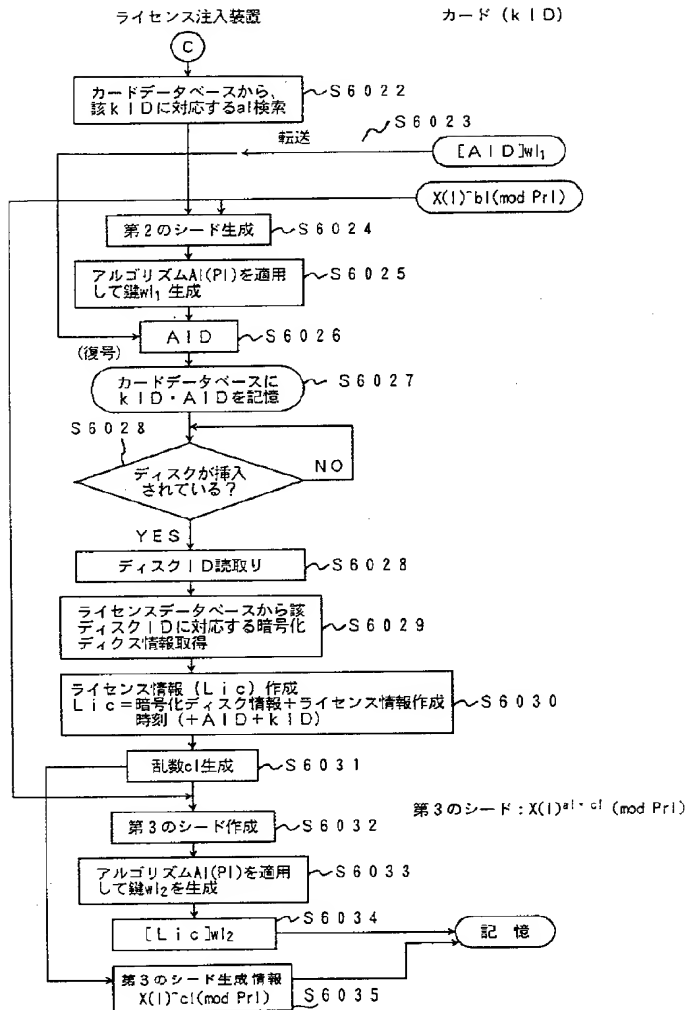 ライセンス注入装置
カード(kID)
C
カードデータベースから、
該kIDに対応するal検索
S6022
S6023
転送
[AID]wl₁
X(l)^bl(mod Prl)
第2のシード生成
S6024
アルゴリズムAl(Pl)を適用
して鍵wl₁生成
S6025
AID
S6026
(復号)
カードデータベースに
kID・AIDを記憶
S6027
S6028
ディスクが挿入
されている?
NO
YES
ディスクID読取り
S6028
ライセンスデータベースから該
ディスクIDに対応する暗号化
ディクス情報取得
S6029
ライセンス情報(Lic)作成
Lic=暗号化ディスク情報+ライセンス情報作成
時刻(+AID+kID)
S6030
乱数cl生成
S6031
第3のシード作成
S6032
第3のシード:X(l)^al・cl (mod Prl)
アルゴリズムAl(Pl)を適用
して鍵wl₂を生成
S6033
[Lic]wl₂
S6034
記憶
第3のシード生成情報
X(l)^cl(mod Prl)
S6035